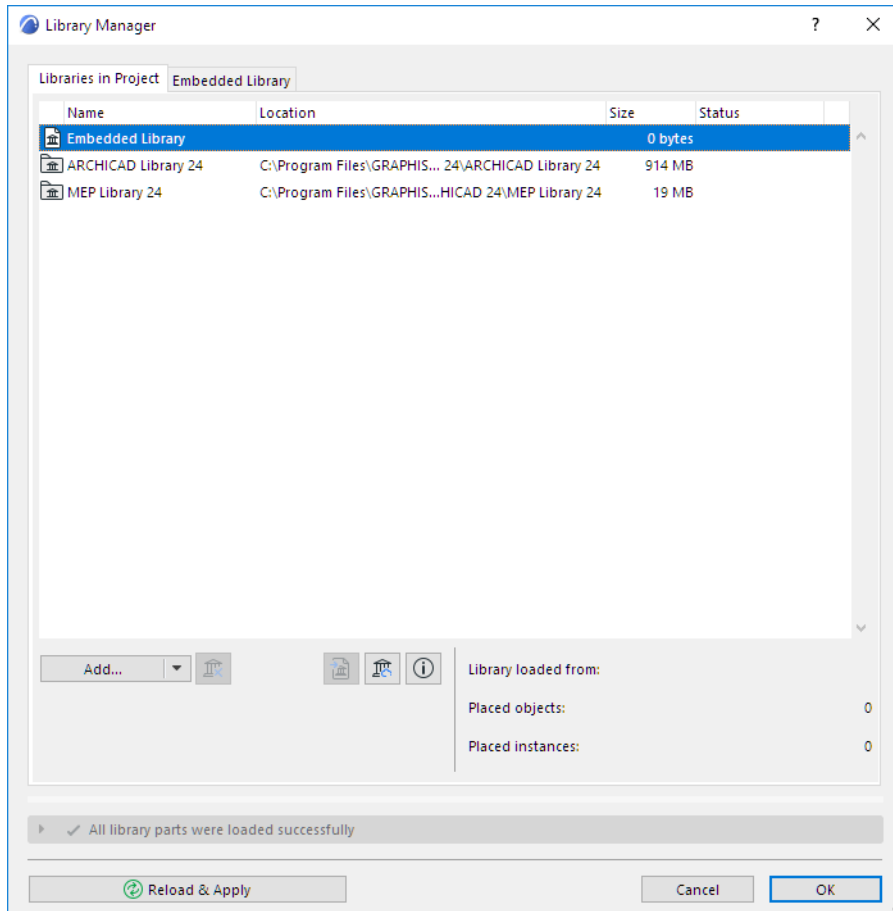 Library Manager
?
Libraries in Project Embedded Library
Name Location Size Status
Embedded Library 0 bytes
ARCHICAD Library 24 C:\Program Files\GRAPHIS... 24\ARCHICAD Library 24 914 MB
MEP Library 24 C:\Program Files\GRAPHIS...HICAD 24\MEP Library 24 19 MB
Add... Library loaded from:
Placed objects: 0
Placed instances: 0
All library parts were loaded successfully
Reload & Apply Cancel OK